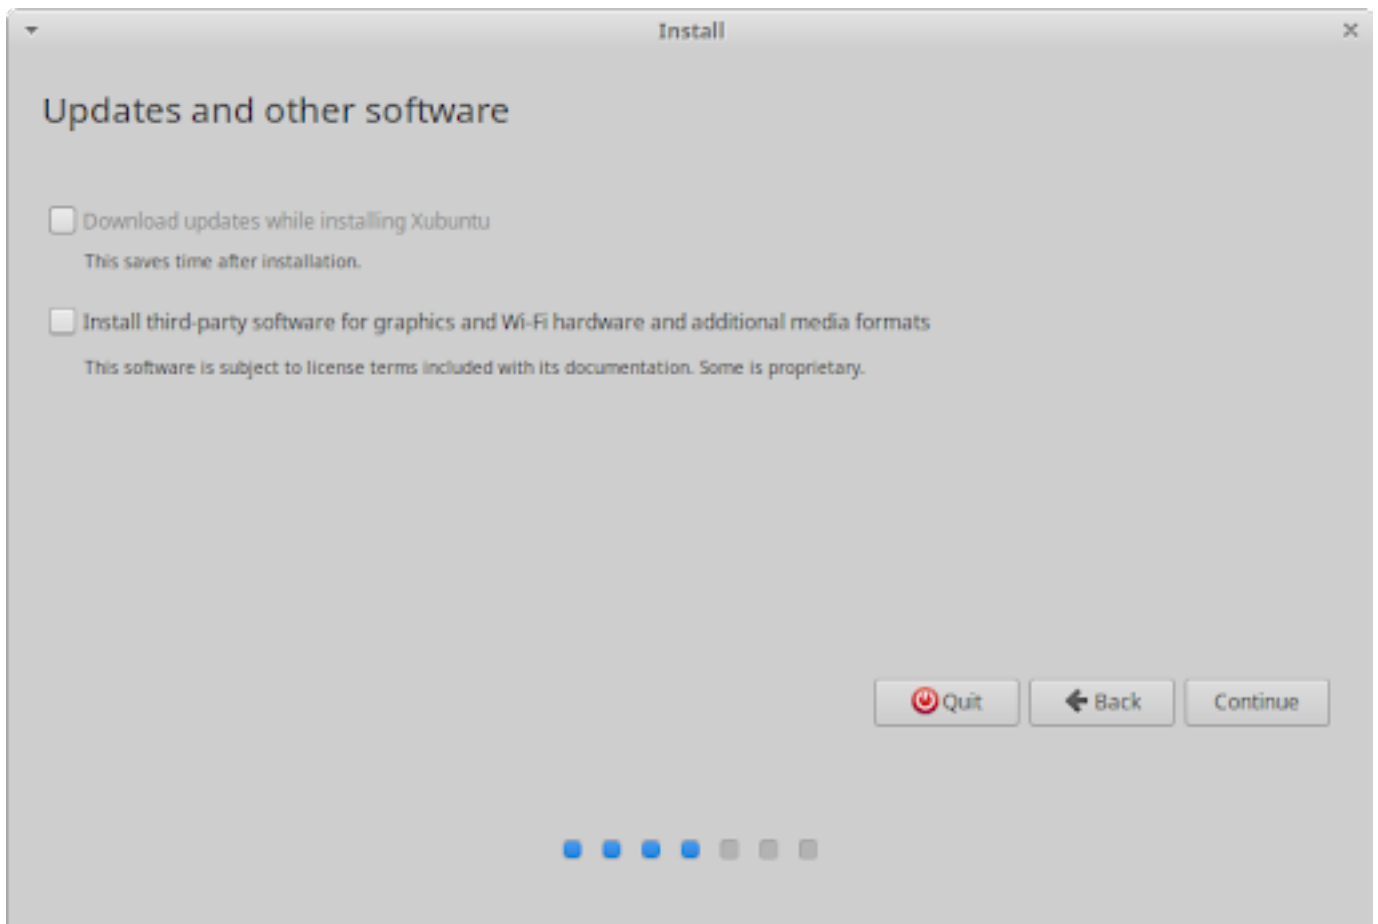 Install
Updates and other software
Download updates while installing Xubuntu
This saves time after installation.
Install third-party software for graphics and Wi-Fi hardware and additional media formats
This software is subject to license terms included with its documentation. Some is proprietary.
Quit Back Continue